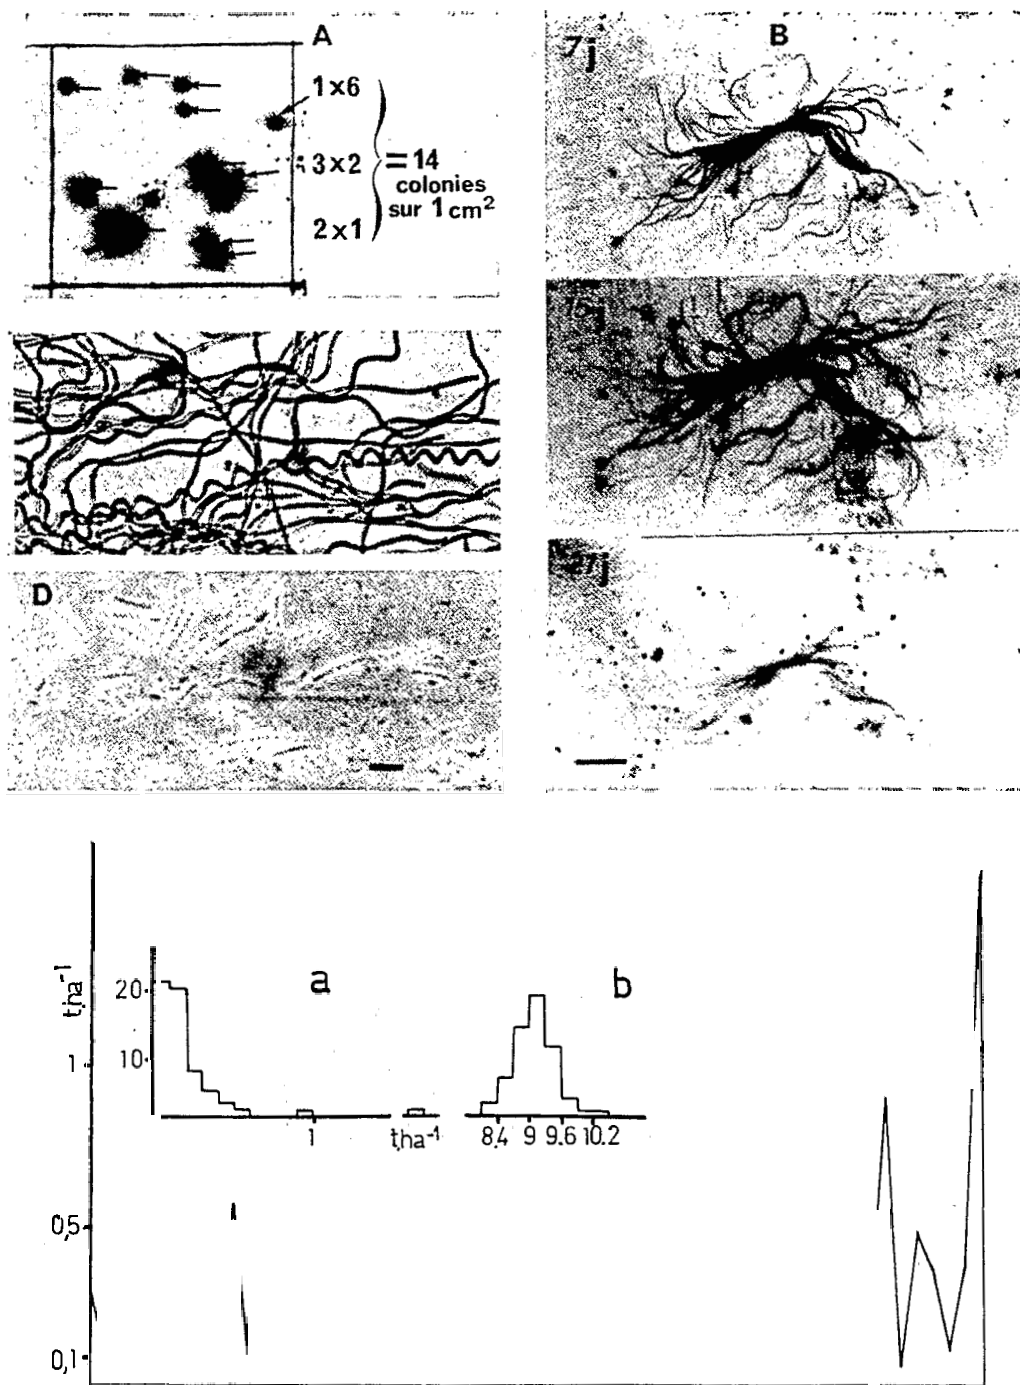 A
1×6
3×2
2×1
= 14
colonies
sur 1 cm²
B
7j
15j
27j
D
t.ha⁻¹
1
0,5
0,1
a
20
10
1
t.ha⁻¹
b
8.4 9 9.6 10.2